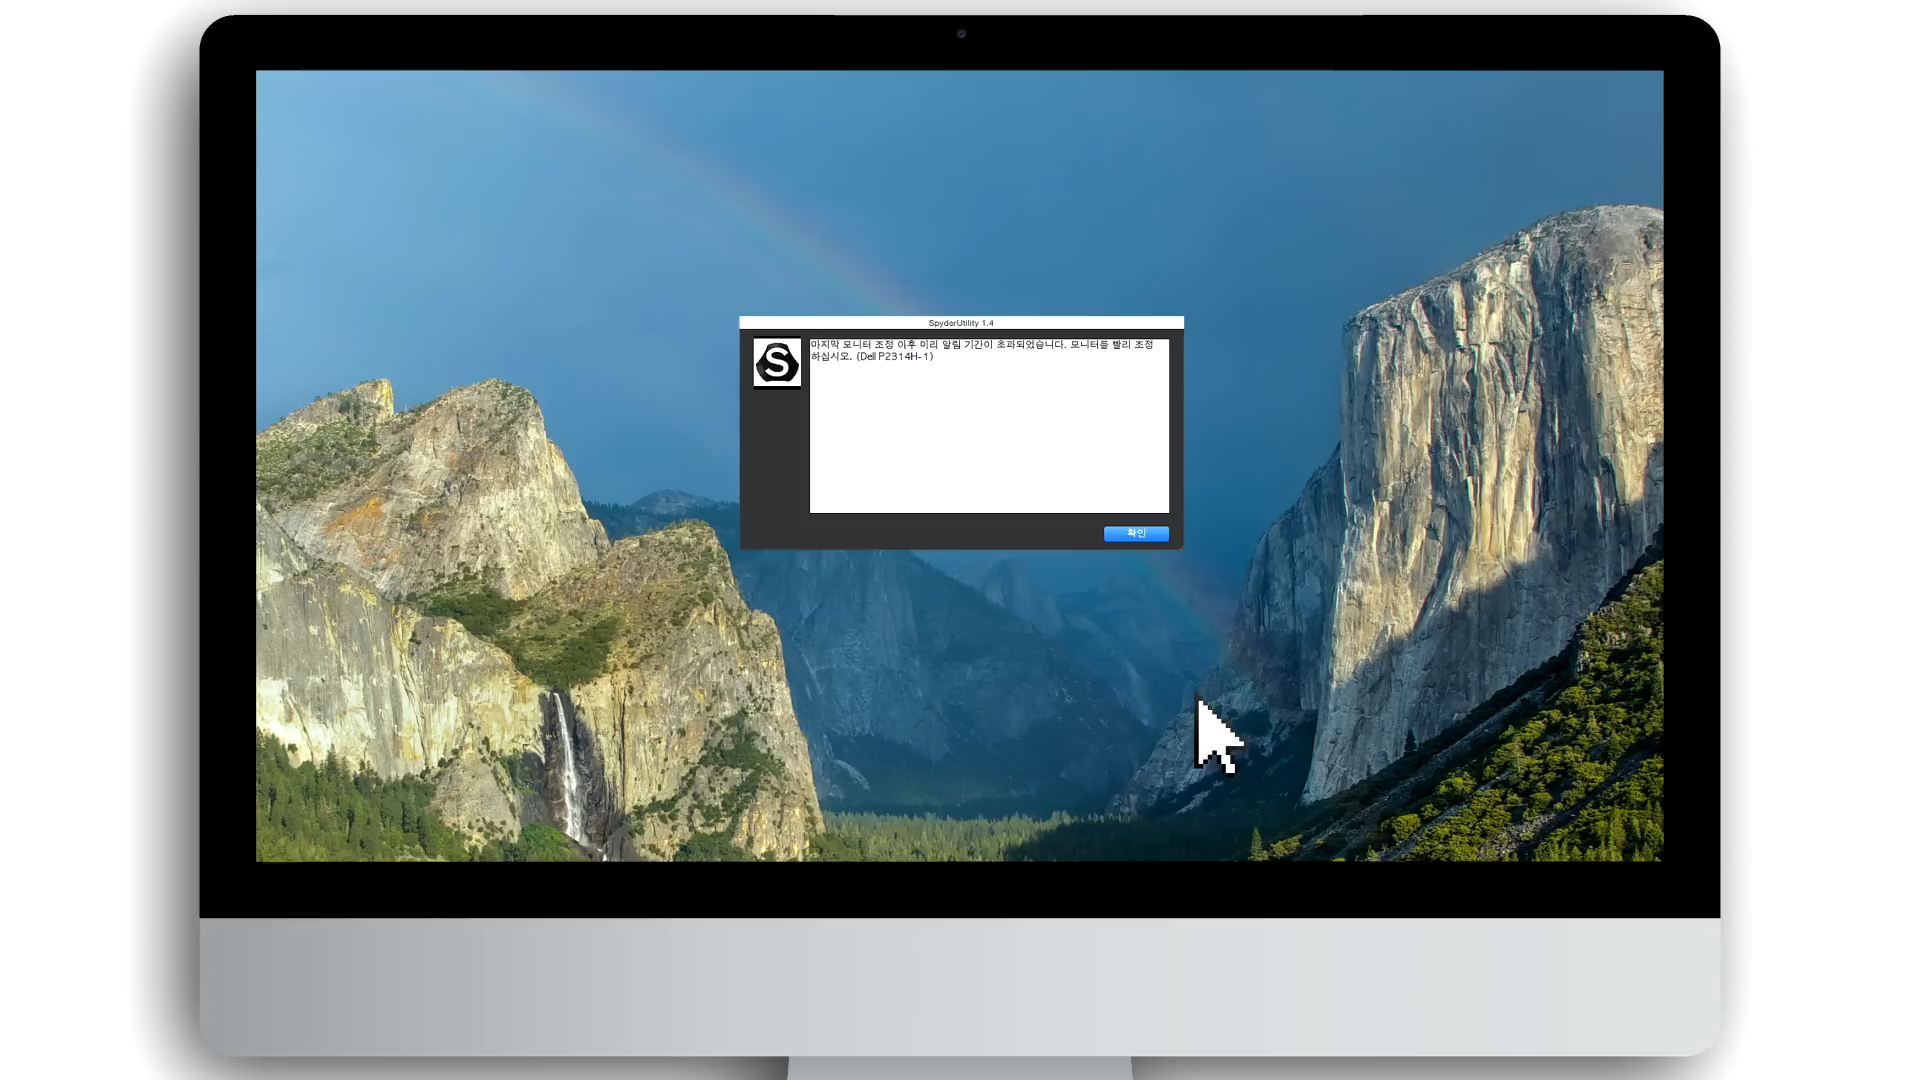 SpyderUtility 1.4
S
마지막 모니터 조정 이후 미리 알림 기간이 초과되었습니다. 모니터를 빨리 조정
하십시오. (Dell P2314H-1)
확인